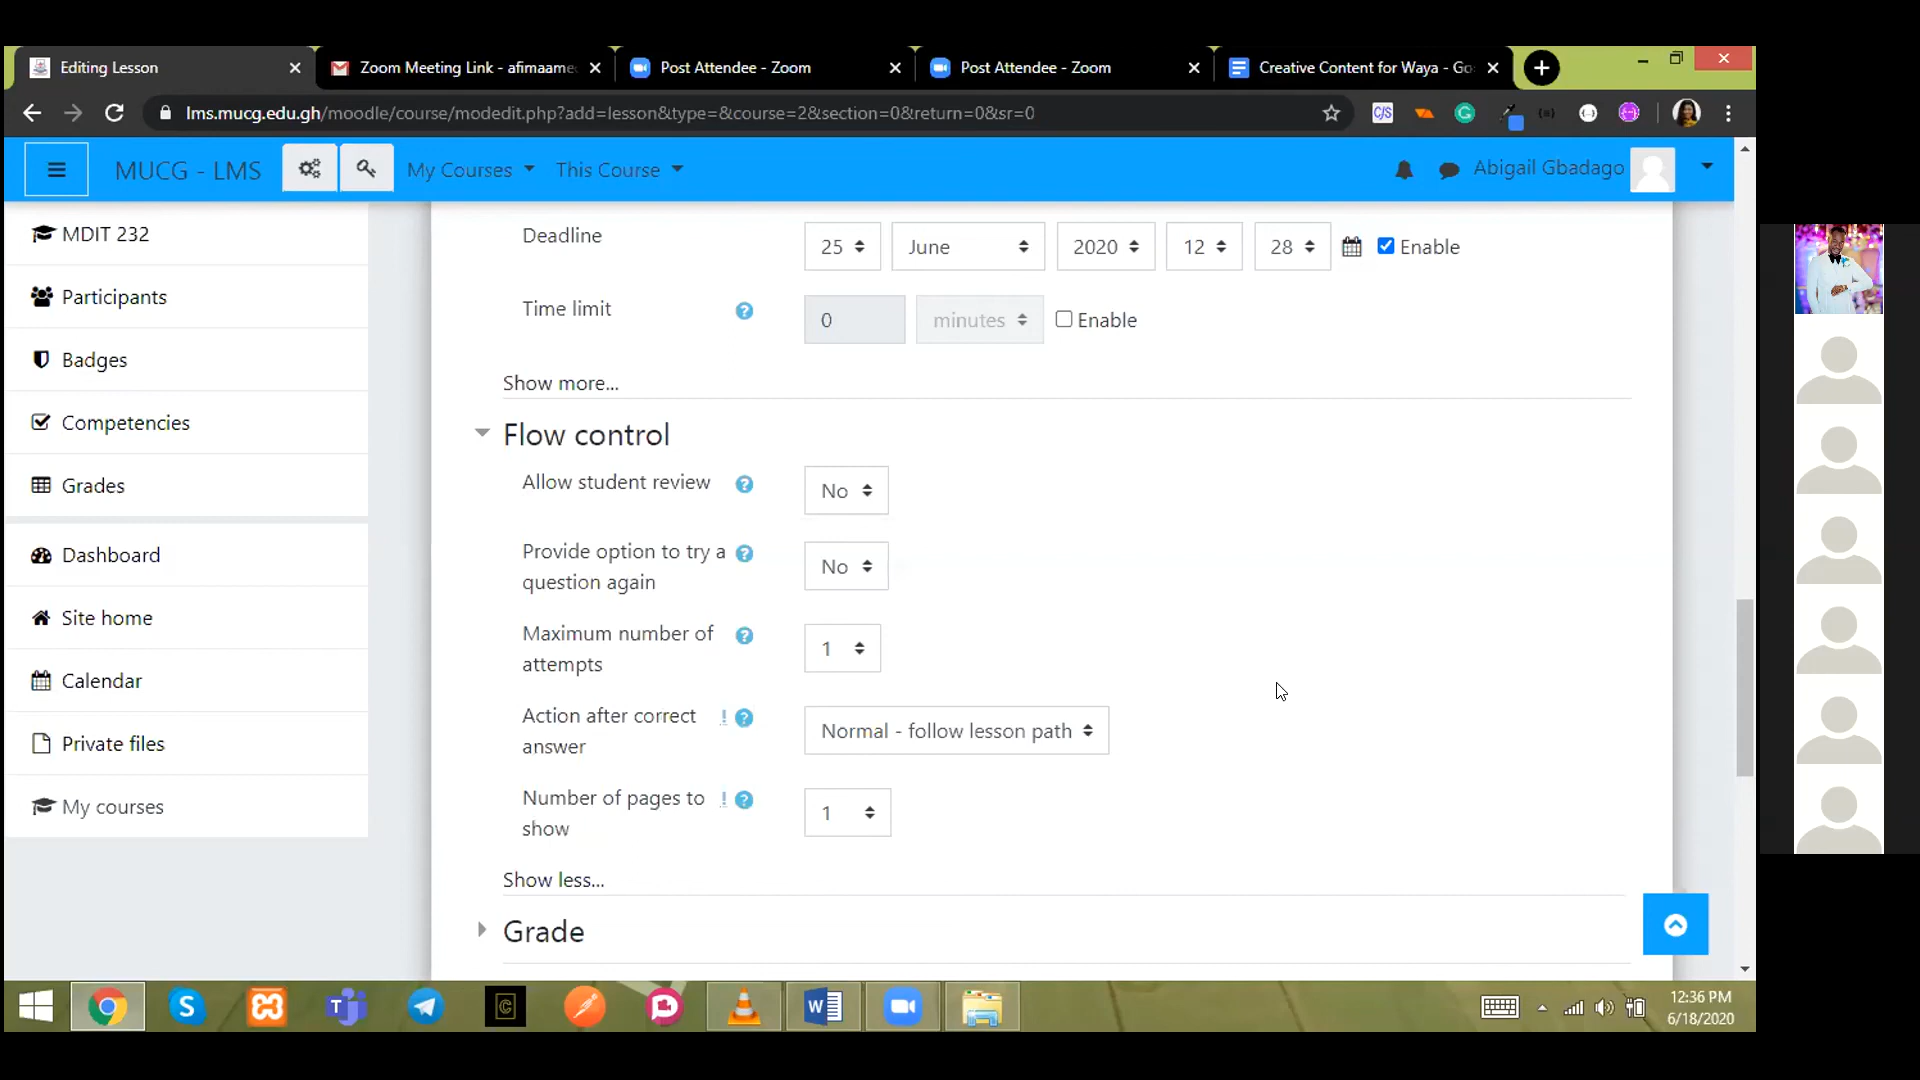 Editing Lesson
Zoom Meeting Link - afimaame
Post Attendee - Zoom
Post Attendee - Zoom
Creative Content for Waya - Go
lms.mucg.edu.gh/moodle/course/modedit.php?add=lesson&type=&course=2&section=0&return=0&sr=0
MUCG - LMS
My Courses
This Course
Abigail Gbadago
MDIT 232
Participants
Badges
Competencies
Grades
Dashboard
Site home
Calendar
Private files
My courses
Deadline
25
June
2020
12
28
Enable
Time limit
0
minutes
Enable
Show more...
Flow control
Allow student review
No
Provide option to try a
question again
No
Maximum number of
attempts
1
Action after correct
answer
Normal - follow lesson path
Number of pages to
show
1
Show less...
Grade
12:36 PM
6/18/2020